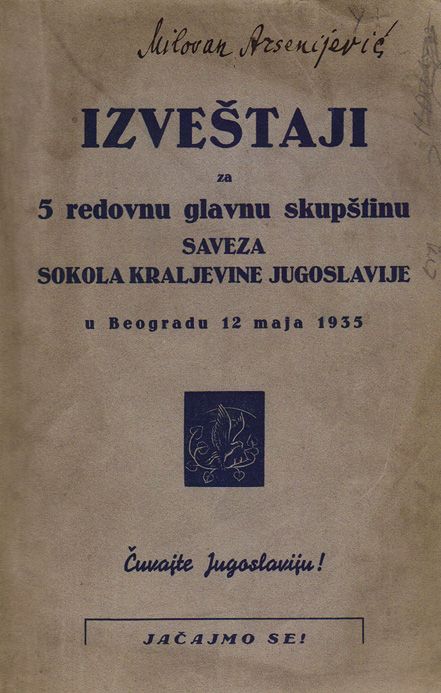 Milovan Arsenijević
IZVEŠTAJI
za
5 redovnu glavnu skupštinu
SAVEZA
SOKOLA KRALJEVINE JUGOSLAVIJE
u Beogradu 12 maja 1935
Čuvajte Jugoslaviju!
JAČAJMO SE!